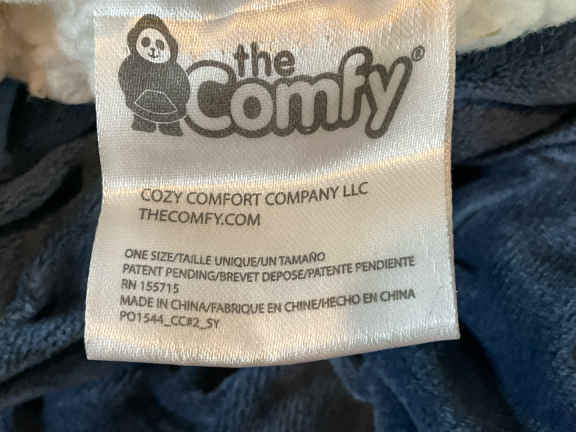 the
Comfy®
COZY COMFORT COMPANY LLC
THECOMFY.COM
ONE SIZE/TAILLE UNIQUE/UN TAMAÑO
PATENT PENDING/BREVET DEPOSE/PATENTE PENDIENTE
RN 155715
MADE IN CHINA/FABRIQUE EN CHINE/HECHO EN CHINA
PO1544_CC#2_SY